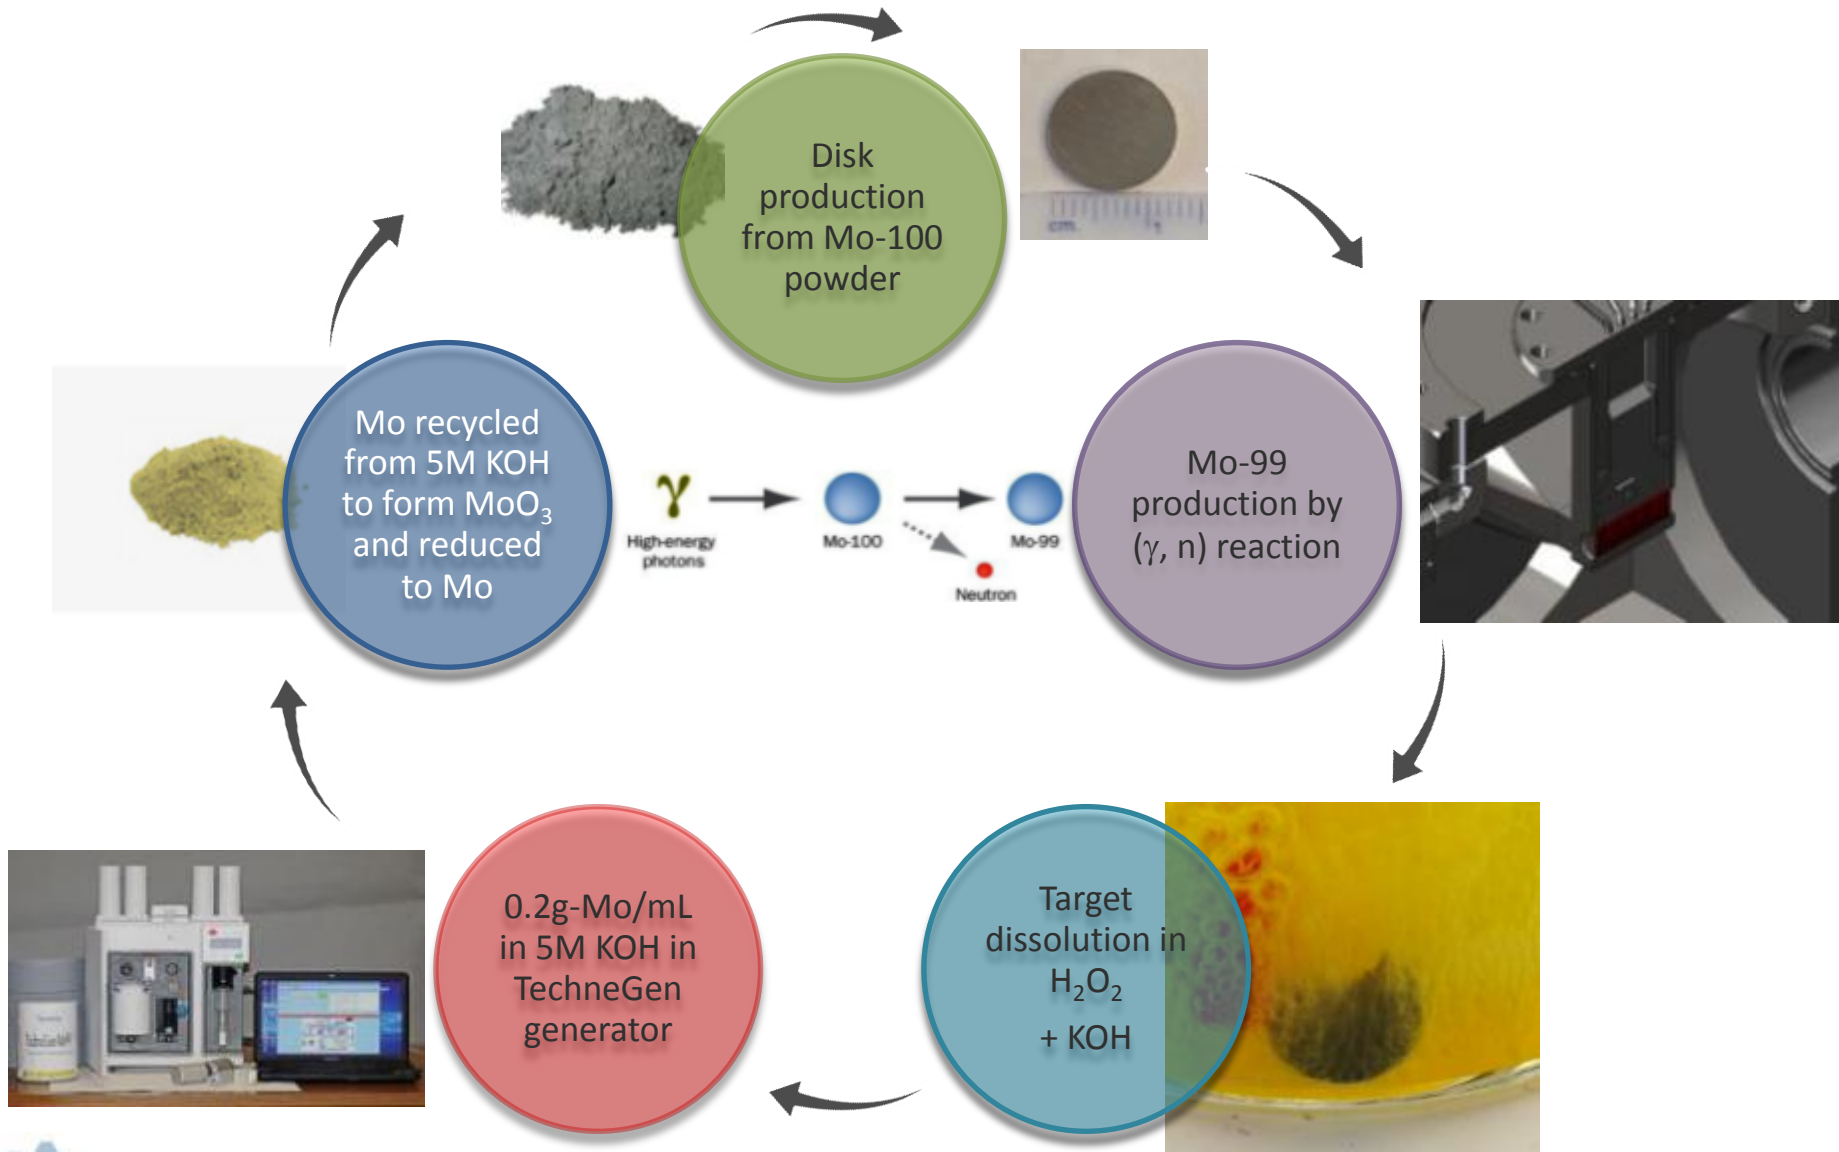 Disk
production
from Mo-100
powder
cm
1
Mo recycled
from 5M KOH
to form MoO₃
and reduced
to Mo
γ
High-energy
photons
Mo-100
Mo-99
Neutron
Mo-99
production by
(γ, n) reaction
0.2g-Mo/mL
in 5M KOH in
TechneGen
generator
Target
dissolution in
H₂O₂
+ KOH